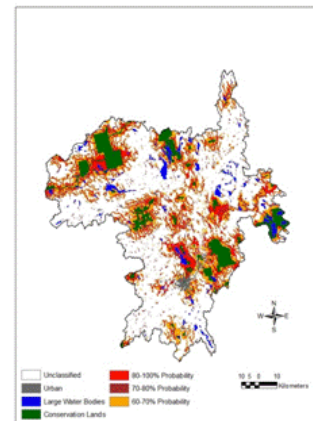 N
W E
S
Unclassified
Urban
Large Water Bodies
Conservation Lands
80-100% Probability
70-80% Probability
60-70% Probability
10 5 0 10
Kilometers